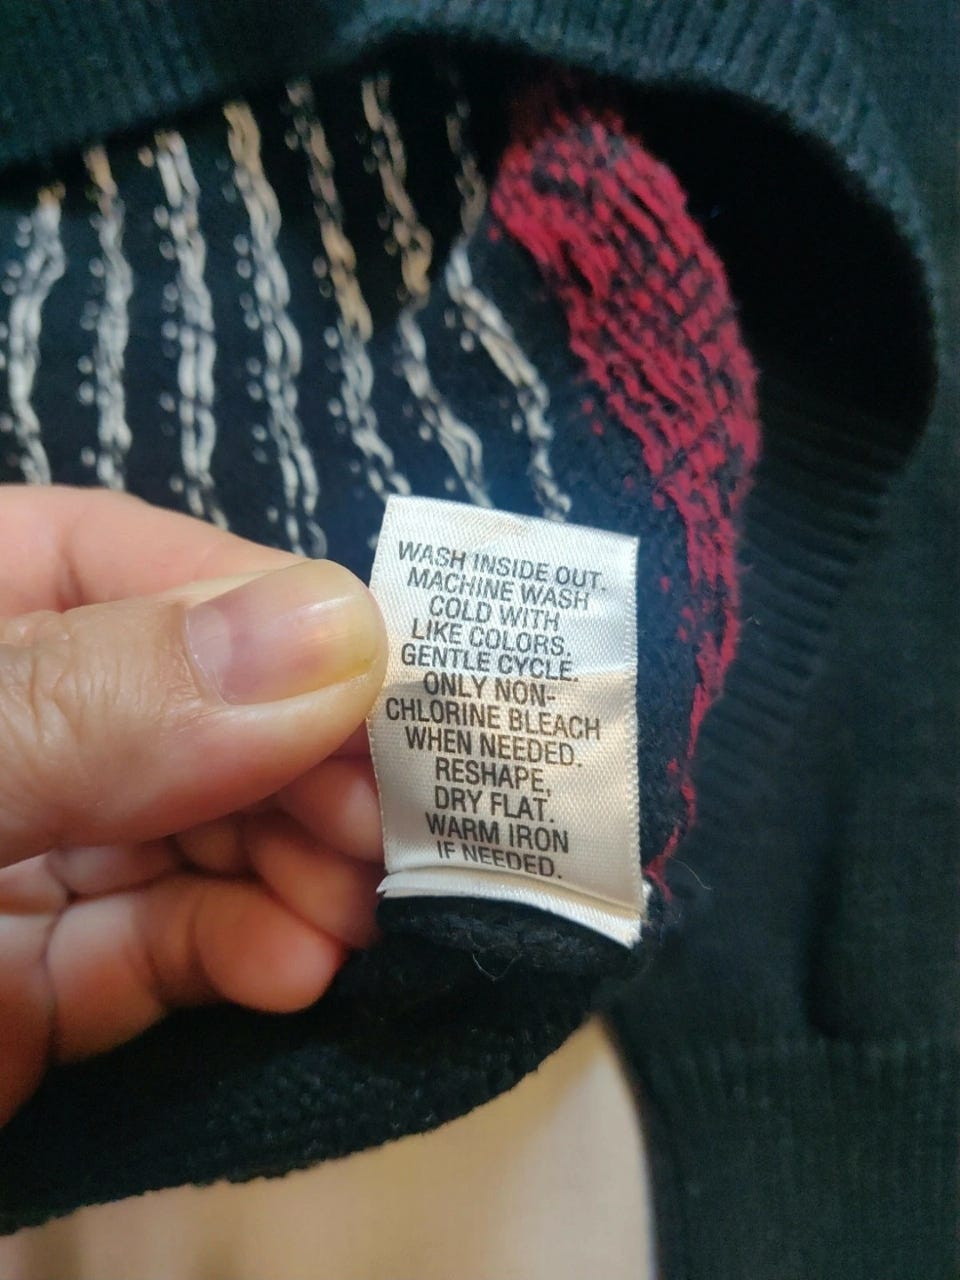 WASH INSIDE OUT.
MACHINE WASH
COLD WITH
LIKE COLORS.
GENTLE CYCLE.
ONLY NON-
CHLORINE BLEACH
WHEN NEEDED.
RESHAPE,
DRY FLAT.
WARM IRON
IF NEEDED.